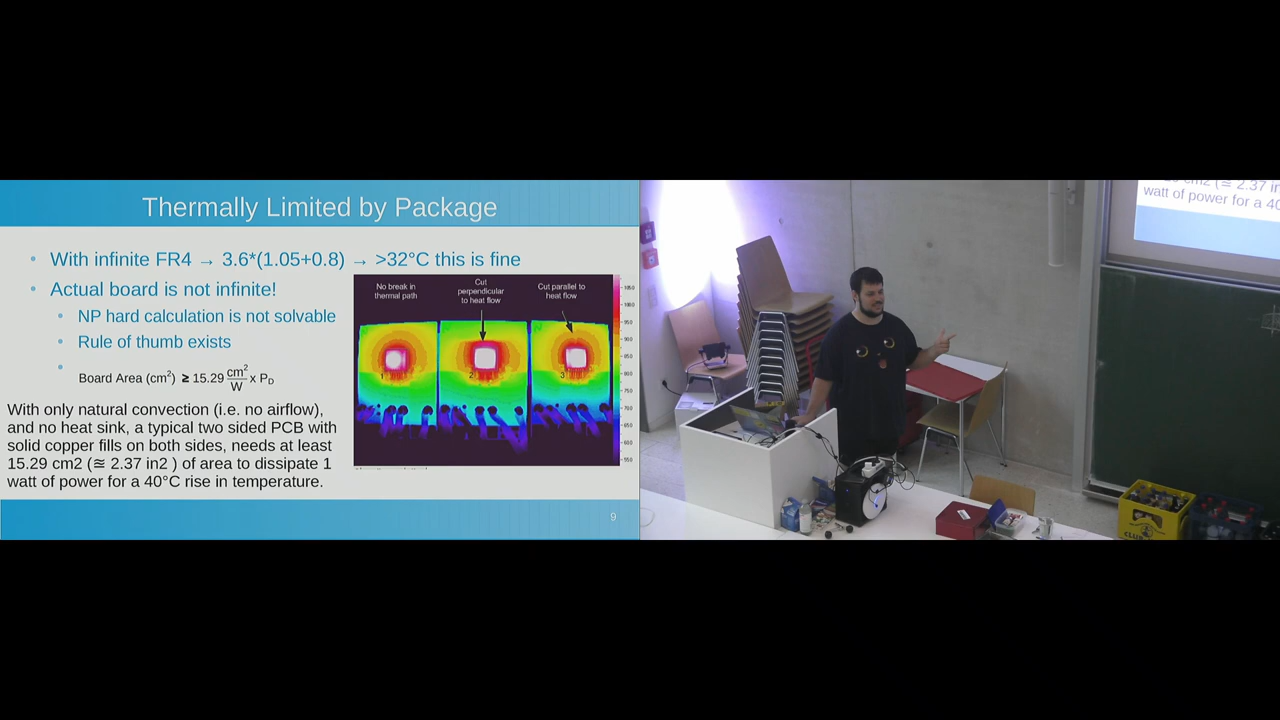 Thermally Limited by Package
With infinite FR4 → 3.6*(1.05+0.8) → >32°C this is fine
Actual board is not infinite!
NP hard calculation is not solvable
Rule of thumb exists
Board Area (cm²) ≥ 15.29 cm²/W x PD
With only natural convection (i.e. no airflow),
and no heat sink, a typical two sided PCB with
solid copper fills on both sides, needs at least
15.29 cm2 (≅ 2.37 in2 ) of area to dissipate 1
watt of power for a 40°C rise in temperature.
No break in
thermal path
Cut
perpendicular
to heat flow
Cut parallel to
heat flow
1
2
3
9
cm2 (≅ 2.37 in
watt of power for a 40
CLUB